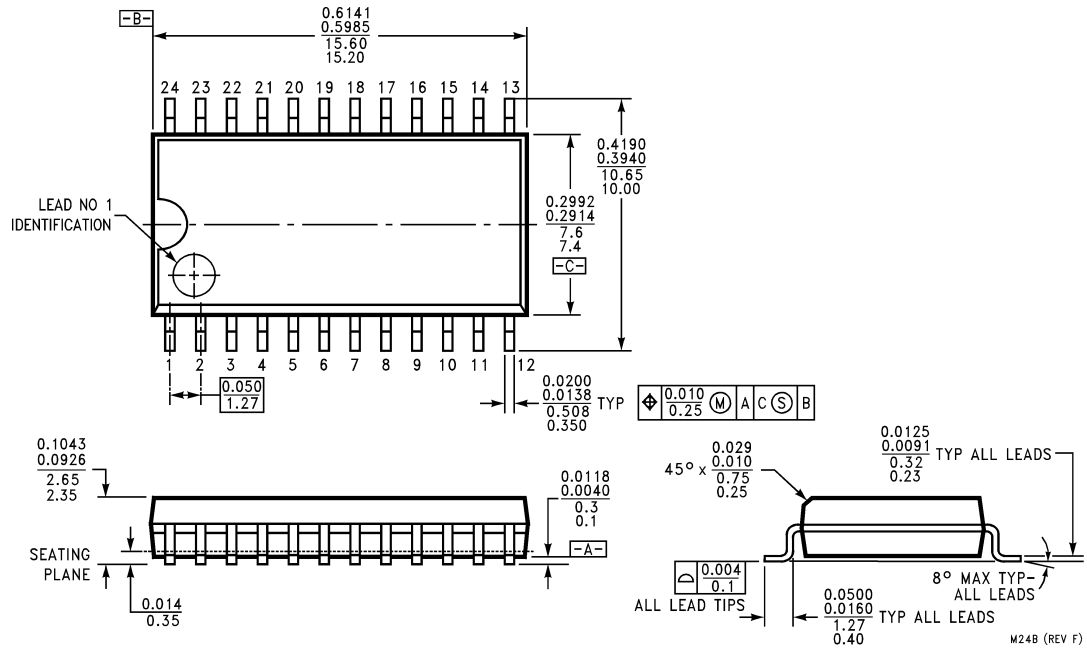 -B-
0.6141
0.5985
15.60
15.20
24 23 22 21 20 19 18 17 16 15 14 13
LEAD NO 1
IDENTIFICATION
0.2992
0.2914
7.6
7.4
-C-
0.4190
0.3940
10.65
10.00
1 2 3 4 5 6 7 8 9 10 11 12
0.050
1.27
0.0200
0.0138
0.508
0.350
TYP
⌖ 0.010
0.25
Ⓜ A C Ⓢ B
0.1043
0.0926
2.65
2.35
SEATING
PLANE
0.014
0.35
0.0118
0.0040
0.3
0.1
-A-
45° x
0.029
0.010
0.75
0.25
0.0125
0.0091
0.32
0.23
TYP ALL LEADS
0.004
0.1
ALL LEAD TIPS
0.0500
0.0160
1.27
0.40
TYP ALL LEADS
8° MAX TYP-
ALL LEADS
M24B (REV F)